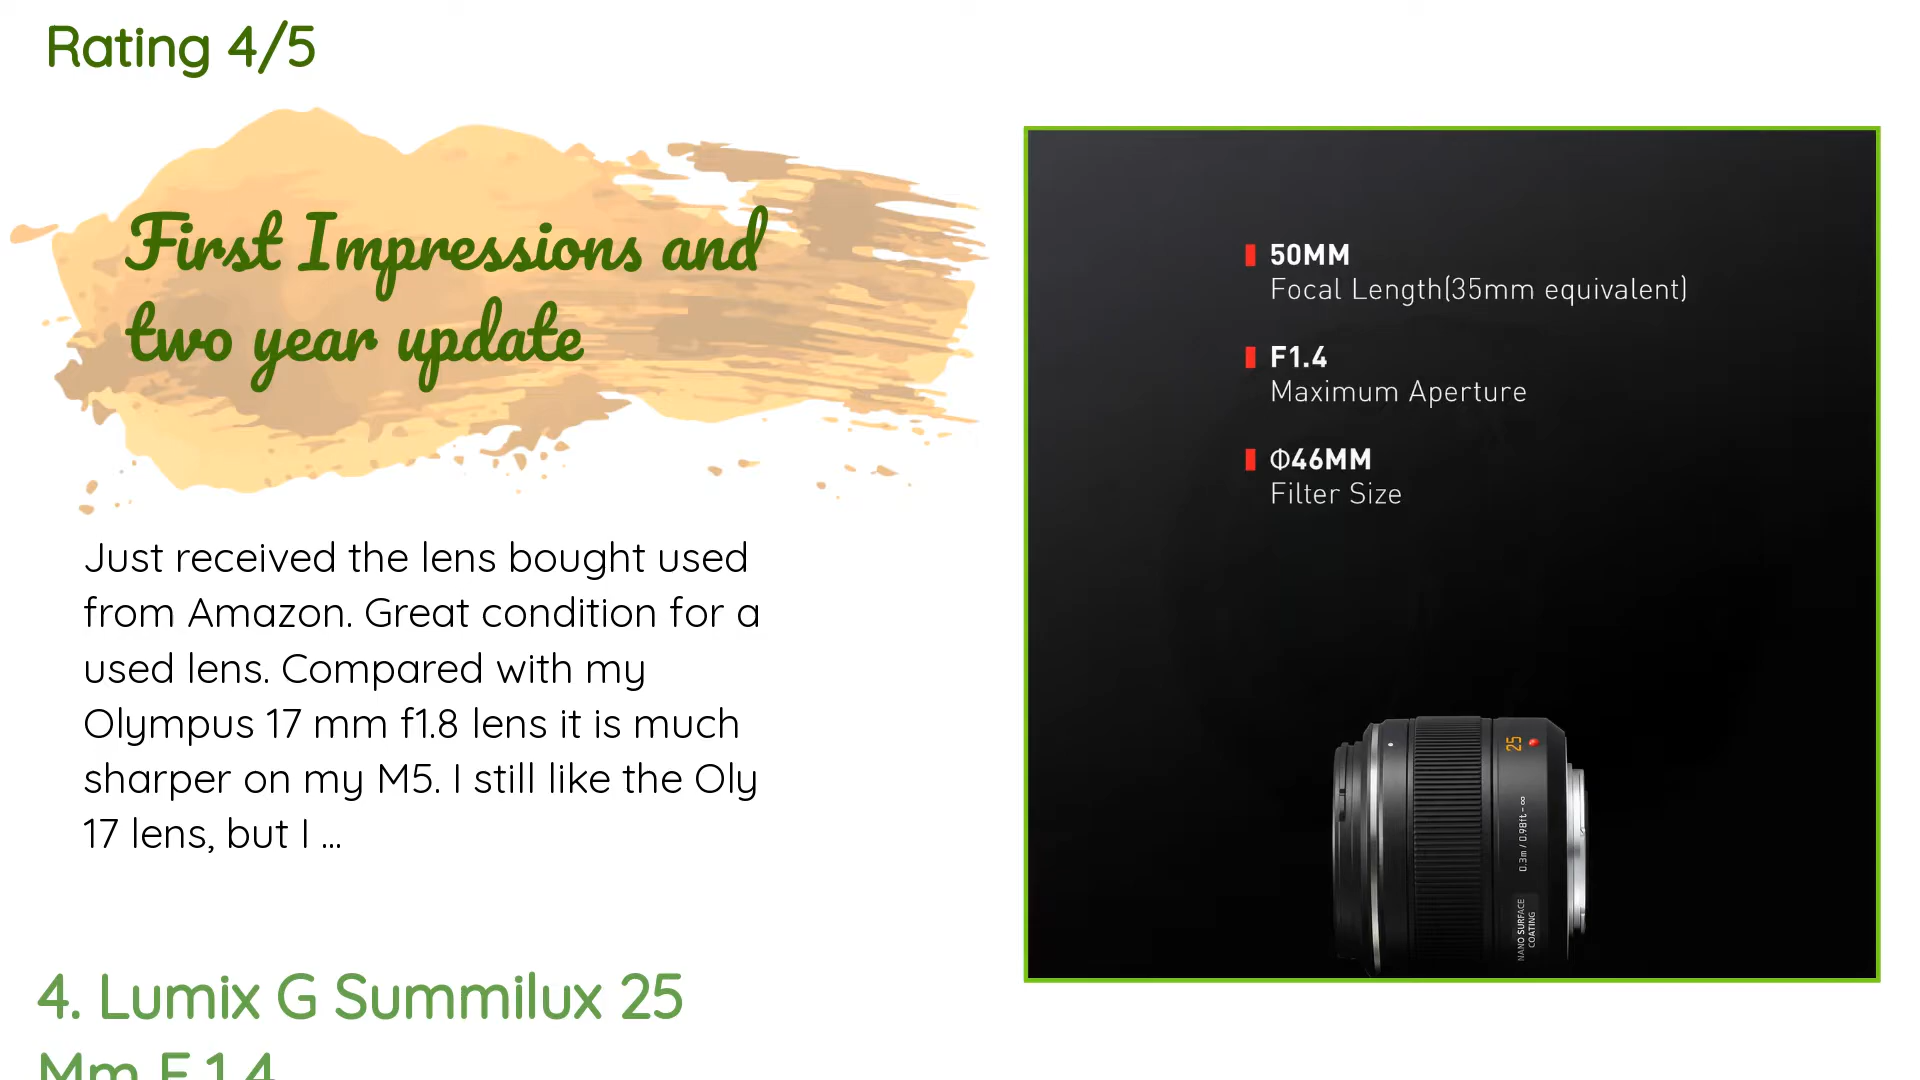 Rating 4/5
First Impressions and
two year update
Just received the lens bought used
from Amazon. Great condition for a
used lens. Compared with my
Olympus 17 mm f1.8 lens it is much
sharper on my M5. I still like the Oly
17 lens, but I ...
4. Lumix G Summilux 25
Mm F 1.4
50MM
Focal Length(35mm equivalent)
F1.4
Maximum Aperture
Φ46MM
Filter Size
25
0.3m / 0.98ft - ∞
NANO SURFACE
COATING